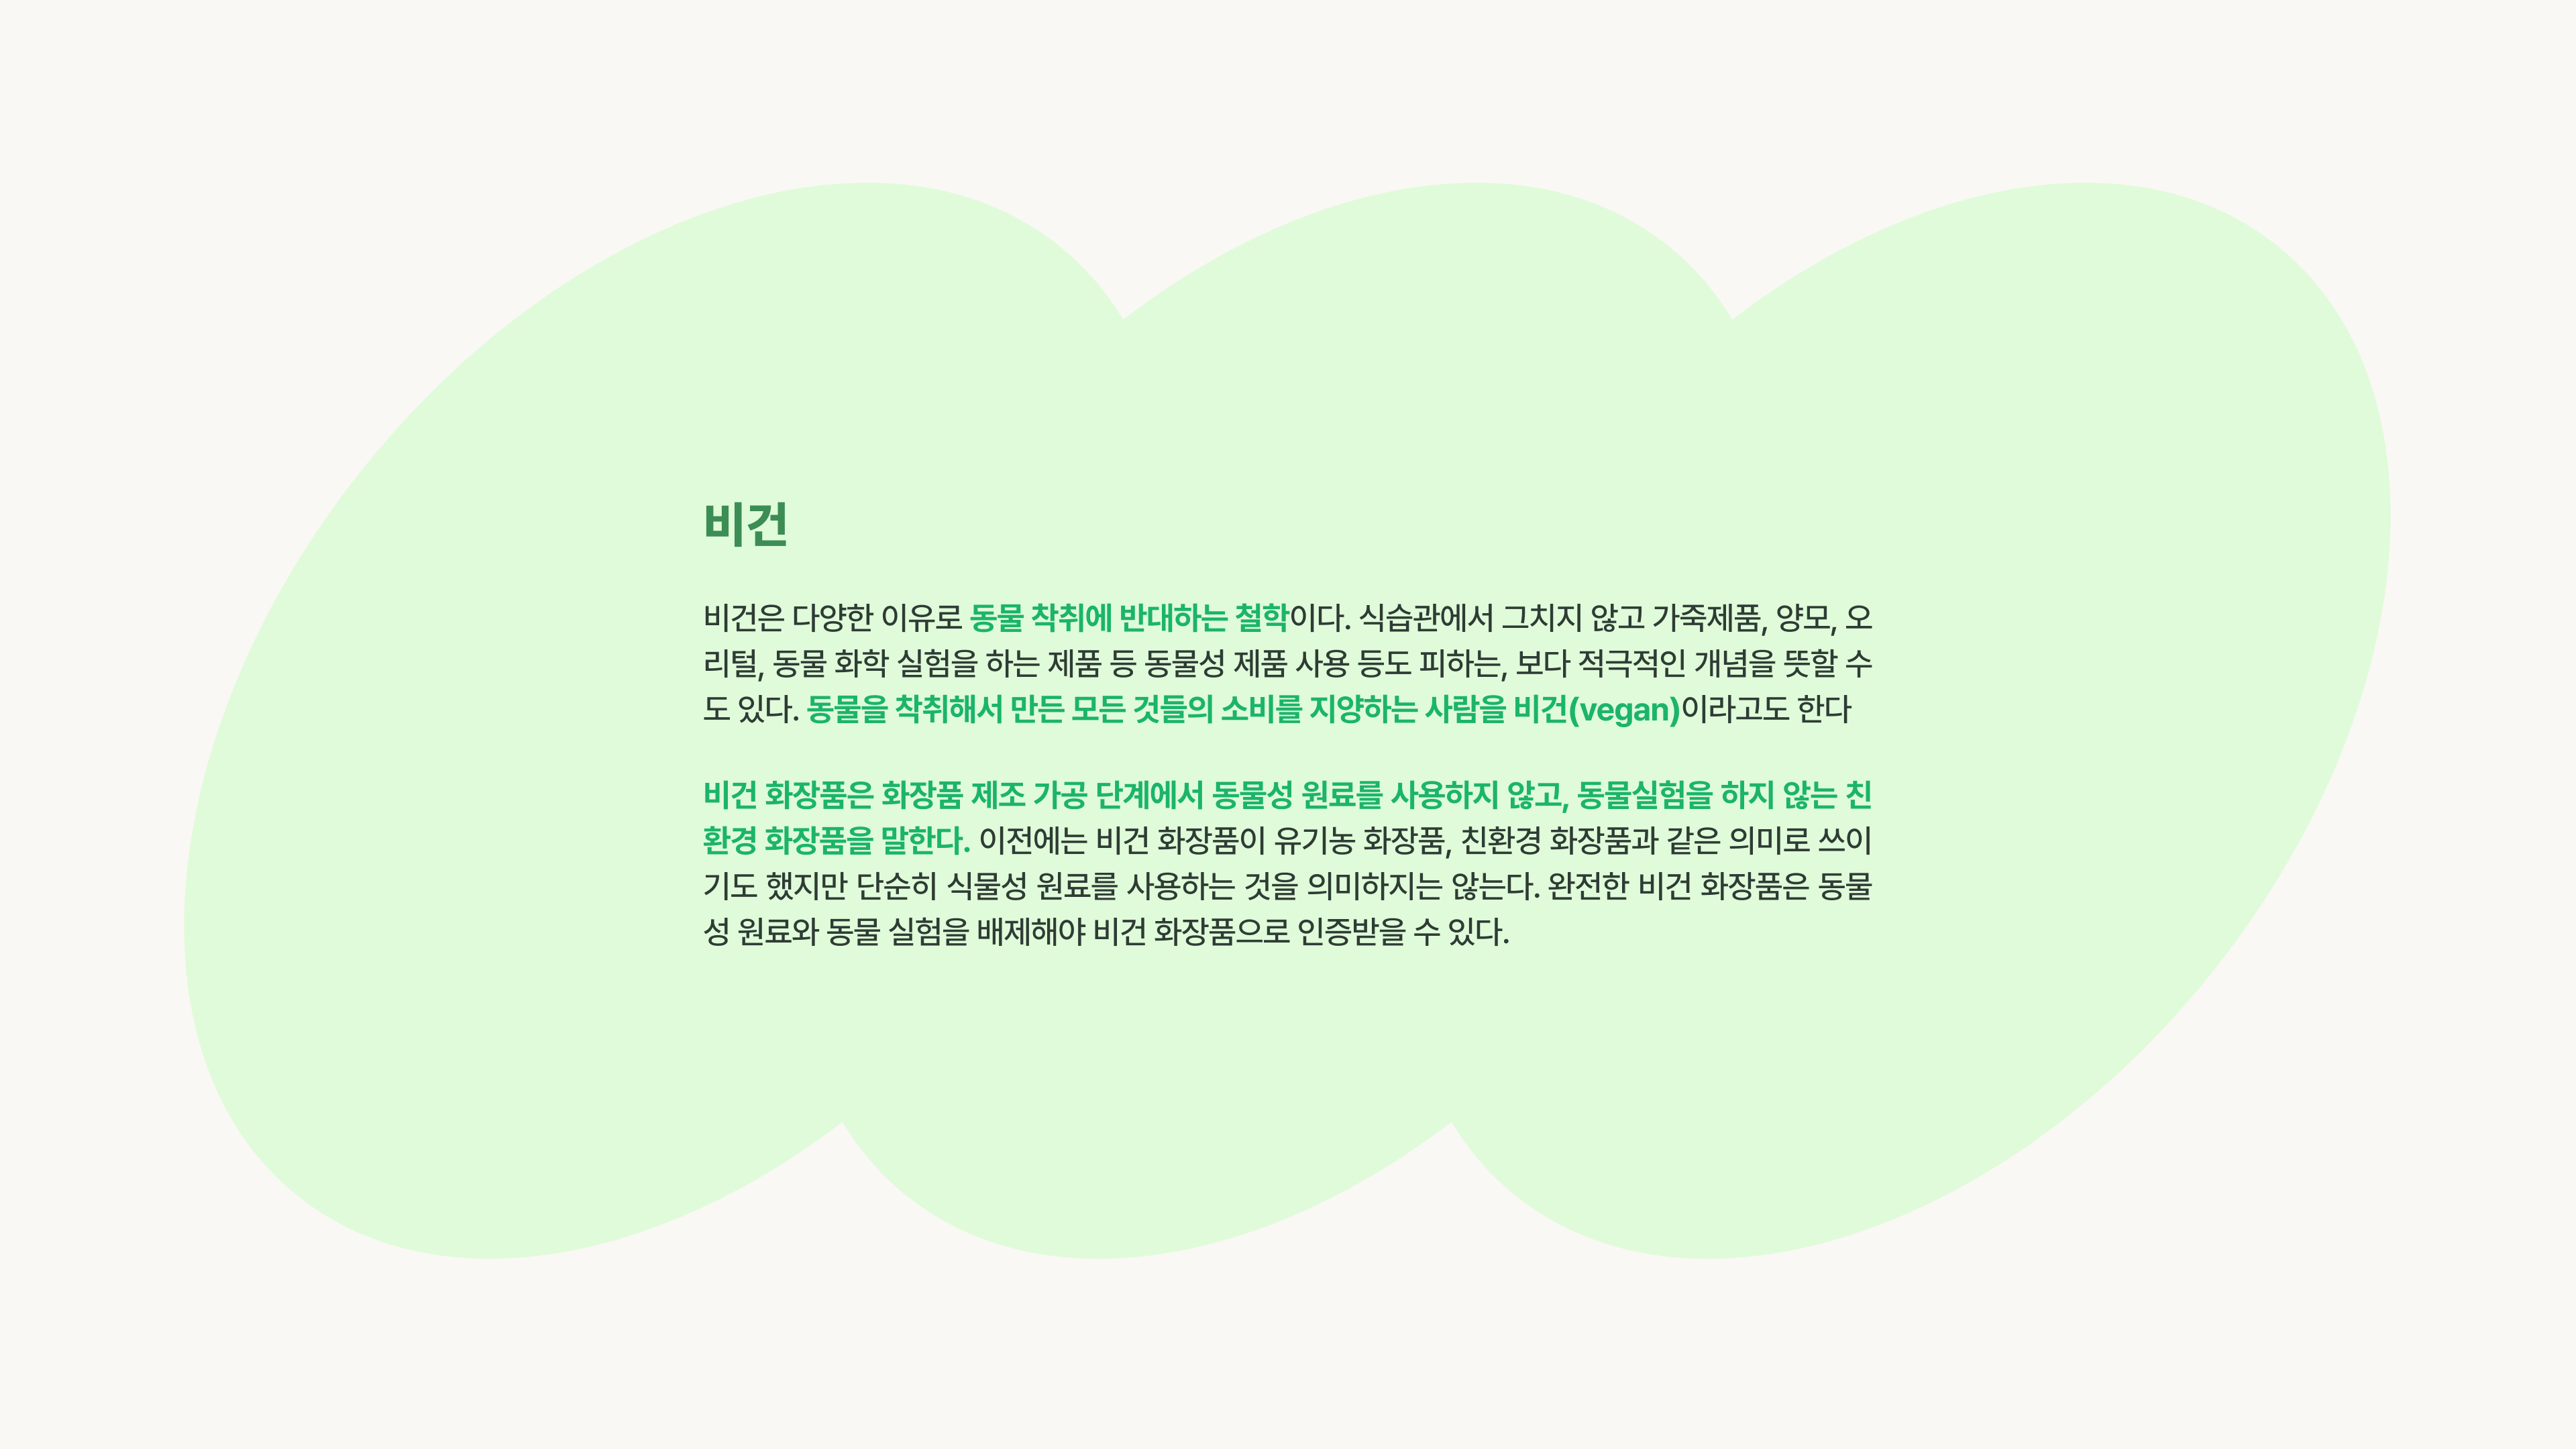 비건
비건은 다양한 이유로 동물 착취에 반대하는 철학이다. 식습관에서 그치지 않고 가죽제품, 양모, 오
리털, 동물 화학 실험을 하는 제품 등 동물성 제품 사용 등도 피하는, 보다 적극적인 개념을 뜻할 수
도 있다. 동물을 착취해서 만든 모든 것들의 소비를 지양하는 사람을 비건(vegan)이라고도 한다
비건 화장품은 화장품 제조 가공 단계에서 동물성 원료를 사용하지 않고, 동물실험을 하지 않는 친
환경 화장품을 말한다. 이전에는 비건 화장품이 유기농 화장품, 친환경 화장품과 같은 의미로 쓰이
기도 했지만 단순히 식물성 원료를 사용하는 것을 의미하지는 않는다. 완전한 비건 화장품은 동물
성 원료와 동물 실험을 배제해야 비건 화장품으로 인증받을 수 있다.